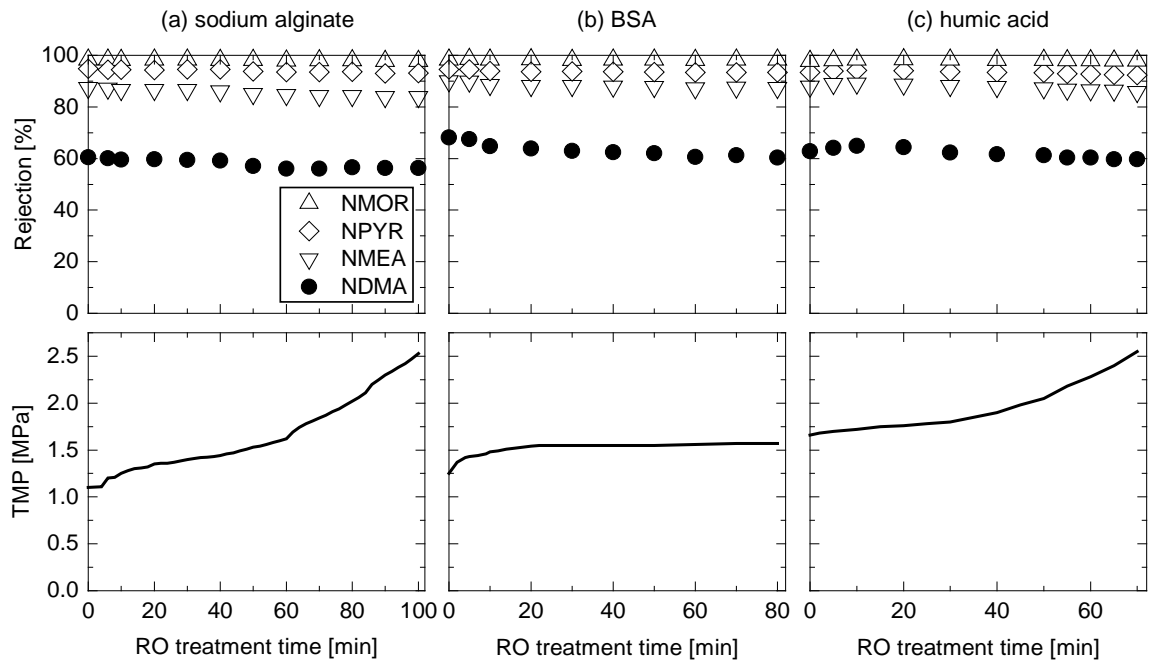 (a) sodium alginate
(b) BSA
(c) humic acid
Rejection [%]
100
80
60
40
20
0
NMOR
NPYR
NMEA
NDMA
TMP [MPa]
2.5
2.0
1.5
1.0
0.5
0.0
0 20 40 60 80 100
0 20 40 60 80
0 20 40 60
RO treatment time [min]
RO treatment time [min]
RO treatment time [min]